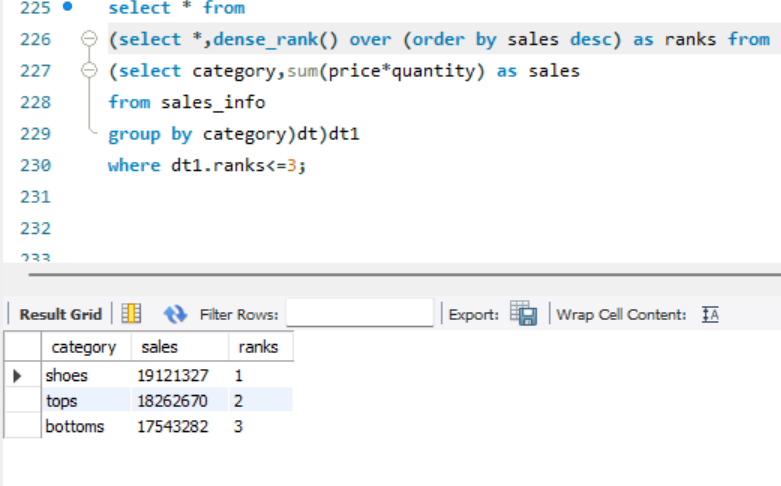 225 select * from
226 (select *,dense_rank() over (order by sales desc) as ranks from
227 (select category,sum(price*quantity) as sales
228 from sales_info
229 group by category)dt)dt1
230 where dt1.ranks<=3;
231
232
233
Result Grid Filter Rows: Export: Wrap Cell Content: IA
category sales ranks
shoes 19121327 1
tops 18262670 2
bottoms 17543282 3